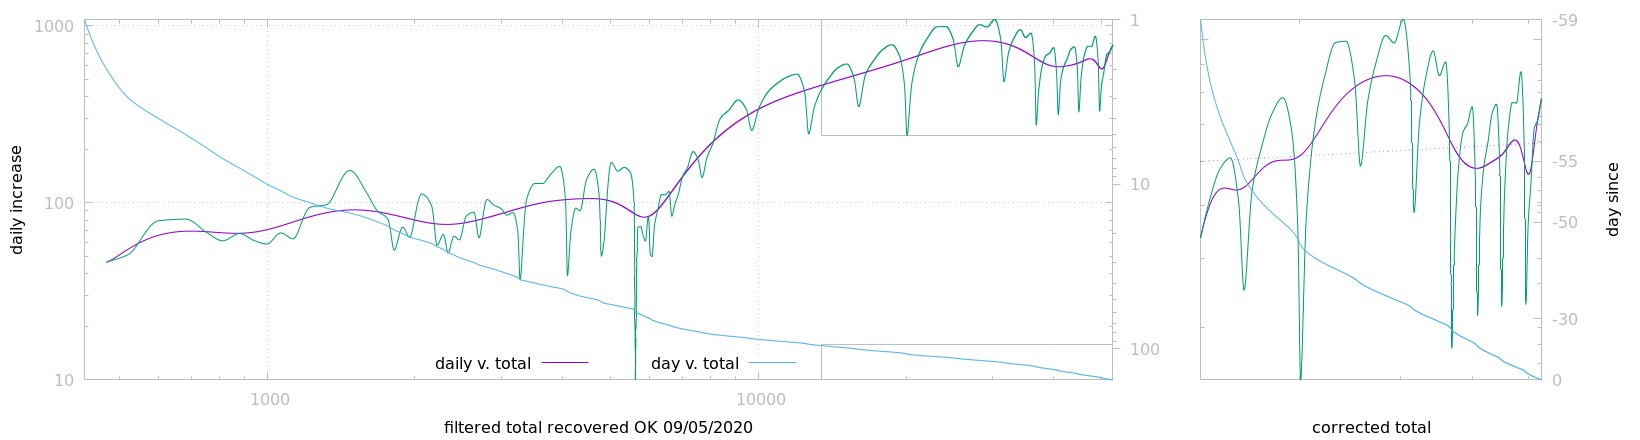 1000
100
10
daily increase
1000
10000
daily v. total
day v. total
filtered total recovered OK 09/05/2020
1
10
100
-59
-55
-50
-30
0
day since
corrected total